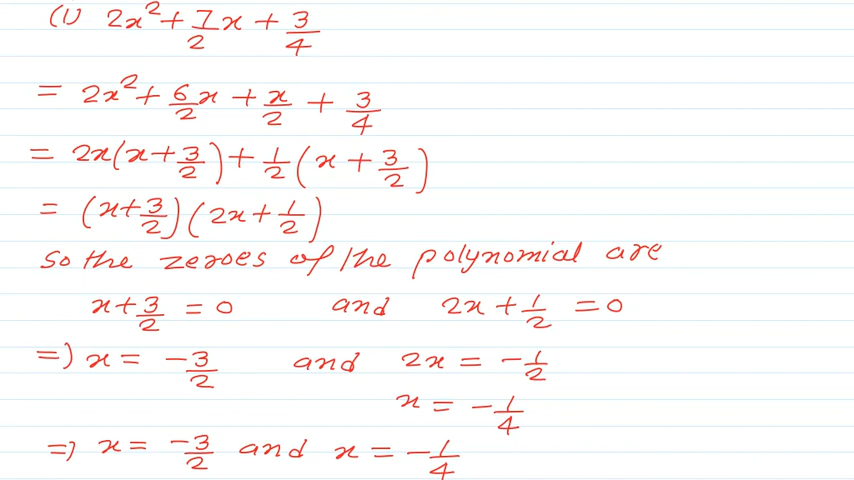 (1) 2x² + 7/2 x + 3/4
= 2x² + 6/2 x + x/2 + 3/4
= 2x(x + 3/2) + 1/2 (x + 3/2)
= (x + 3/2) (2x + 1/2)
So the zeroes of the polynomial are
x + 3/2 = 0 and 2x + 1/2 = 0
=) x = -3/2 and 2x = -1/2
x = -1/4
=) x = -3/2 and x = -1/4